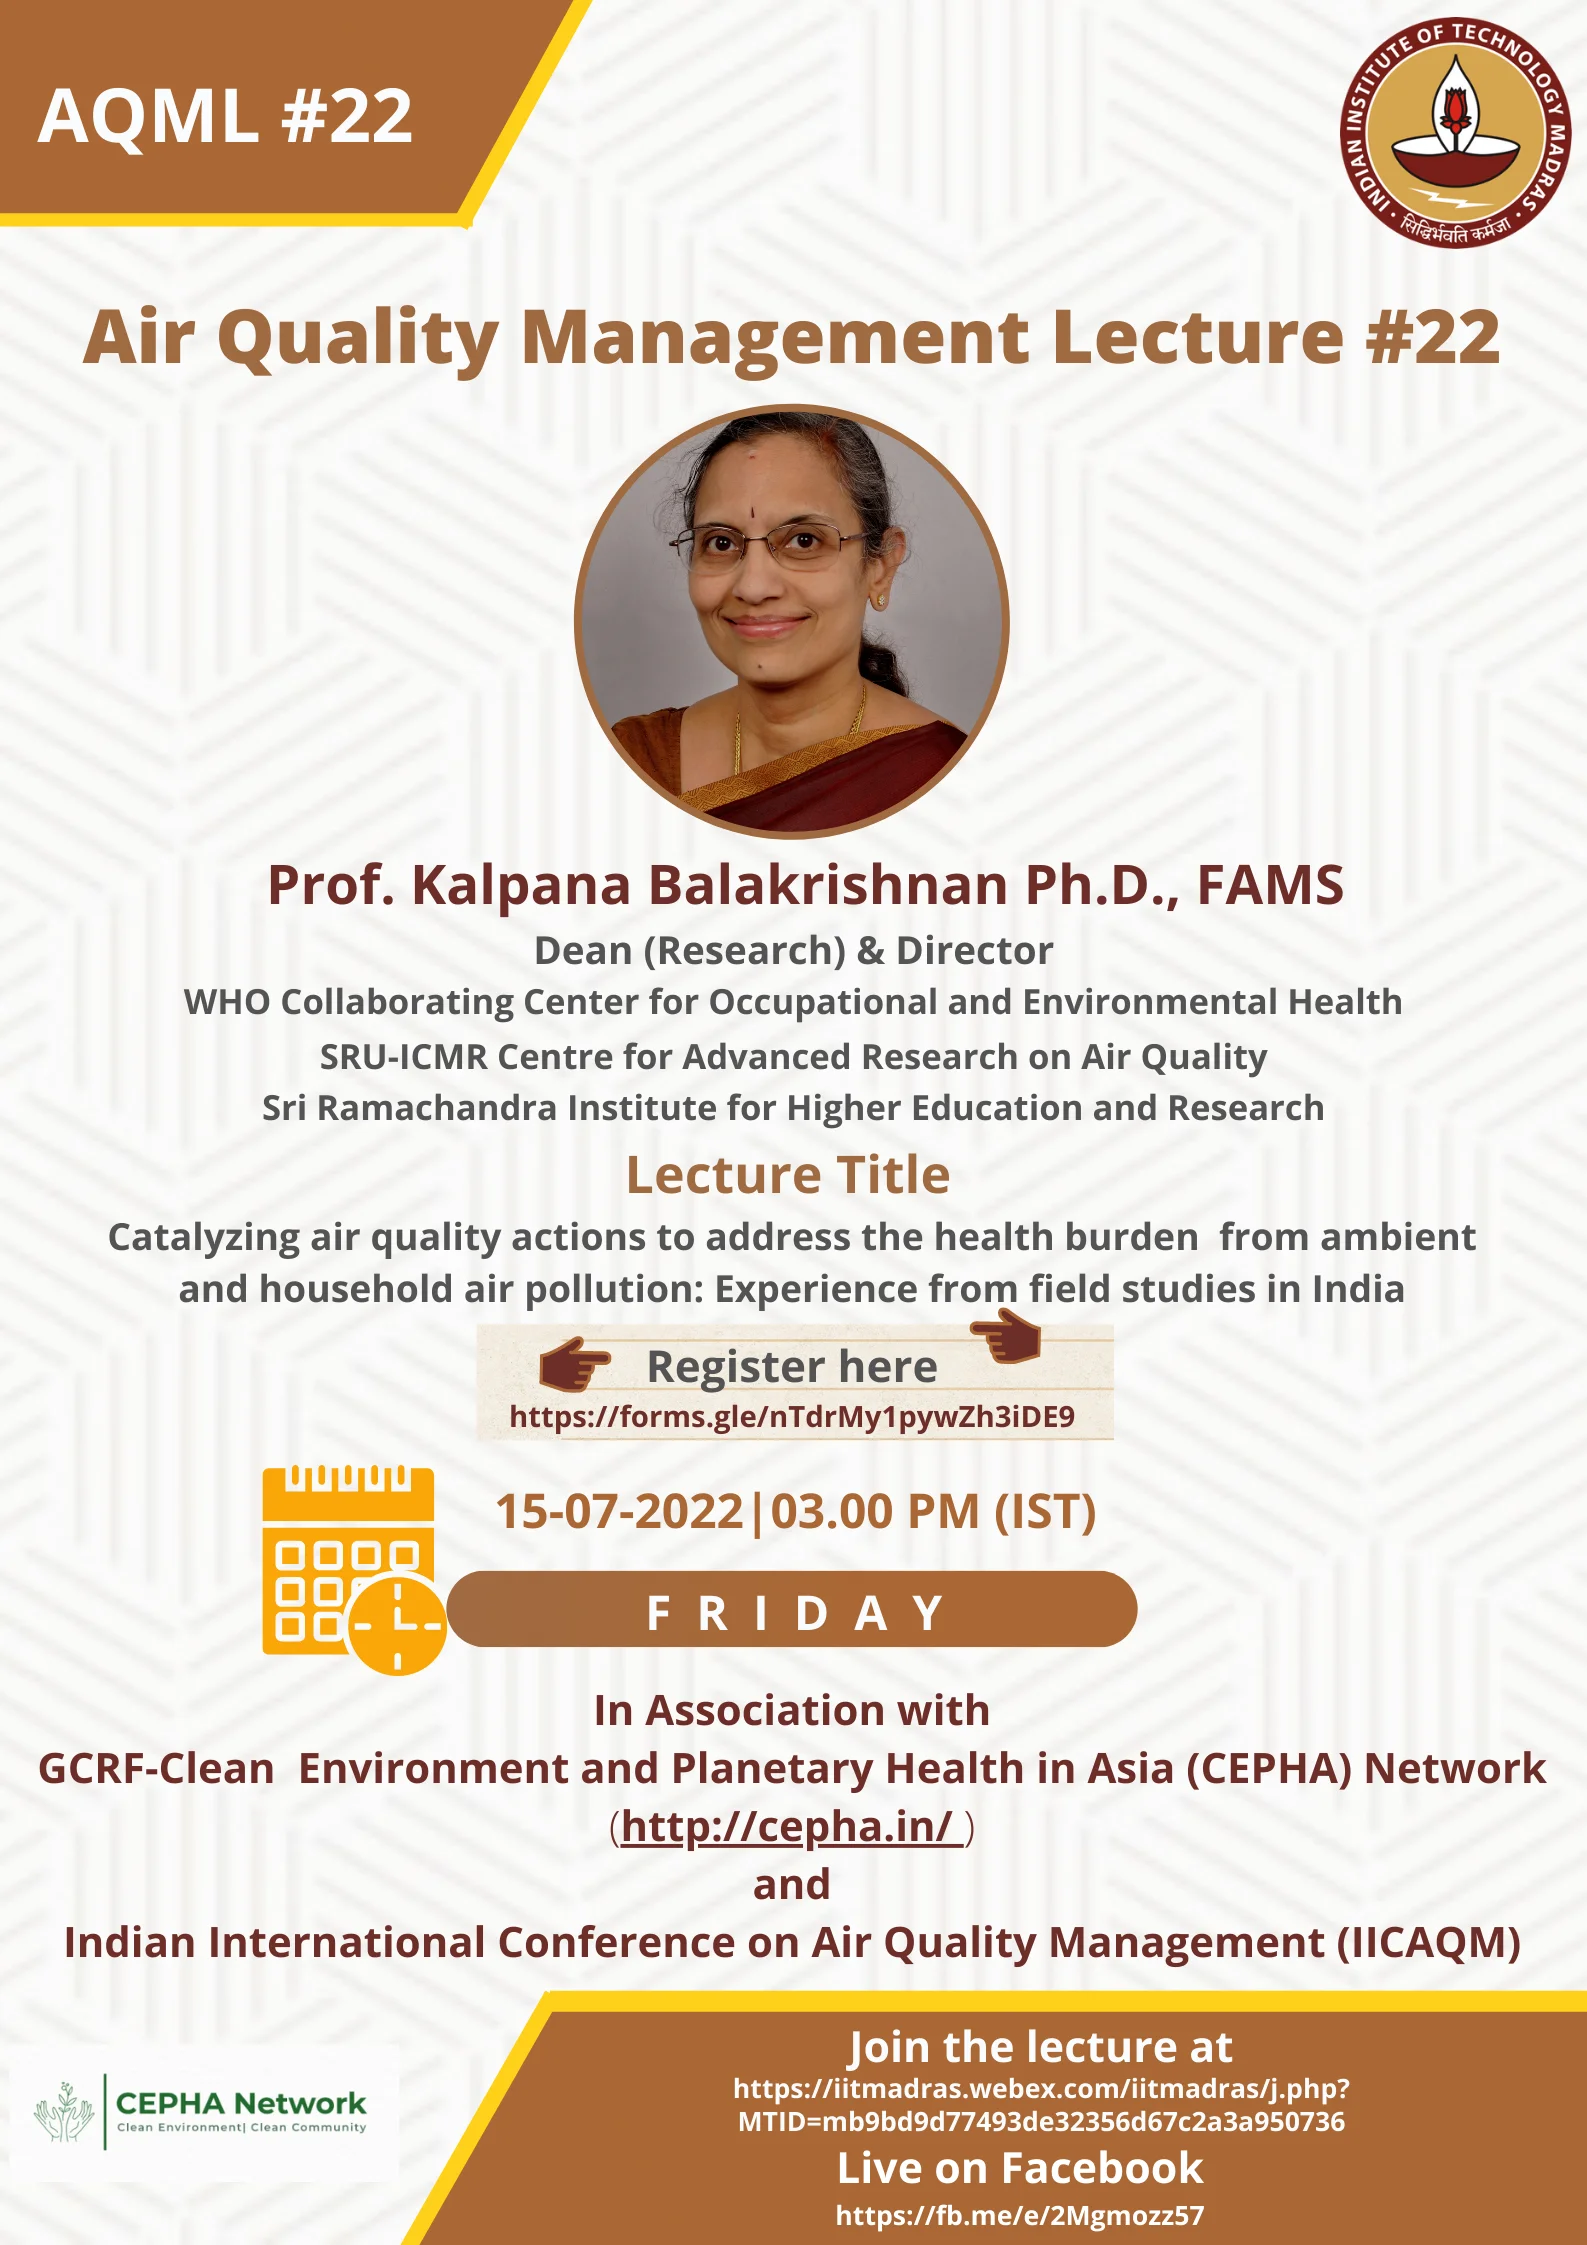 AQML #22
INDIAN INSTITUTE OF TECHNOLOGY MADRAS
सिद्धिर्भवति कर्मजा
Air Quality Management Lecture #22
Prof. Kalpana Balakrishnan Ph.D., FAMS
Dean (Research) & Director
WHO Collaborating Center for Occupational and Environmental Health
SRU-ICMR Centre for Advanced Research on Air Quality
Sri Ramachandra Institute for Higher Education and Research
Lecture Title
Catalyzing air quality actions to address the health burden from ambient
and household air pollution: Experience from field studies in India
Register here
https://forms.gle/nTdrMy1pywZh3iDE9
15-07-2022|03.00 PM (IST)
FRIDAY
In Association with
GCRF-Clean Environment and Planetary Health in Asia (CEPHA) Network
(http://cepha.in/ )
and
Indian International Conference on Air Quality Management (IICAQM)
CEPHA Network
Clean Environment| Clean Community
Join the lecture at
https://iitmadras.webex.com/iitmadras/j.php?
MTID=mb9bd9d77493de32356d67c2a3a950736
Live on Facebook
https://fb.me/e/2Mgmozz57